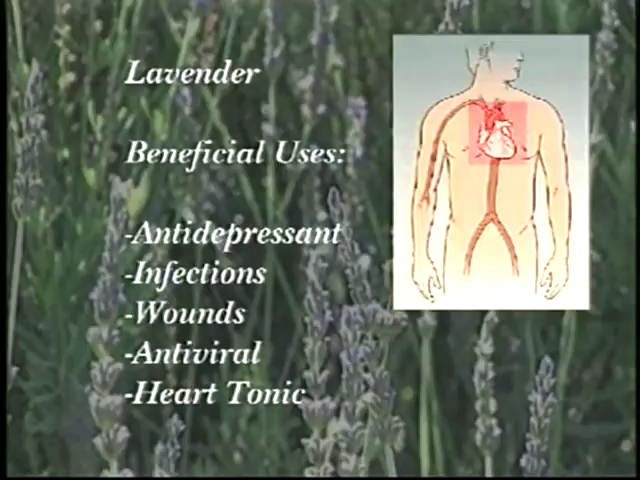 Lavender
Beneficial Uses:
-Antidepressant
-Infections
-Wounds
-Antiviral
-Heart Tonic